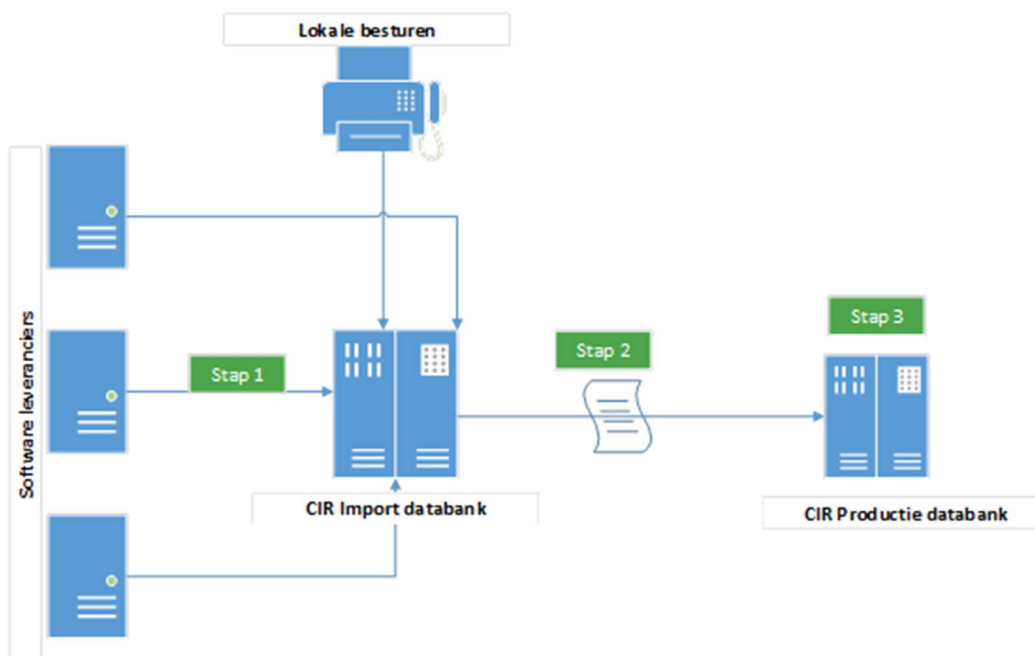 Lokale besturen
Software leveranciers
Stap 1
Stap 2
Stap 3
CIR Import databank
CIR Productie databank